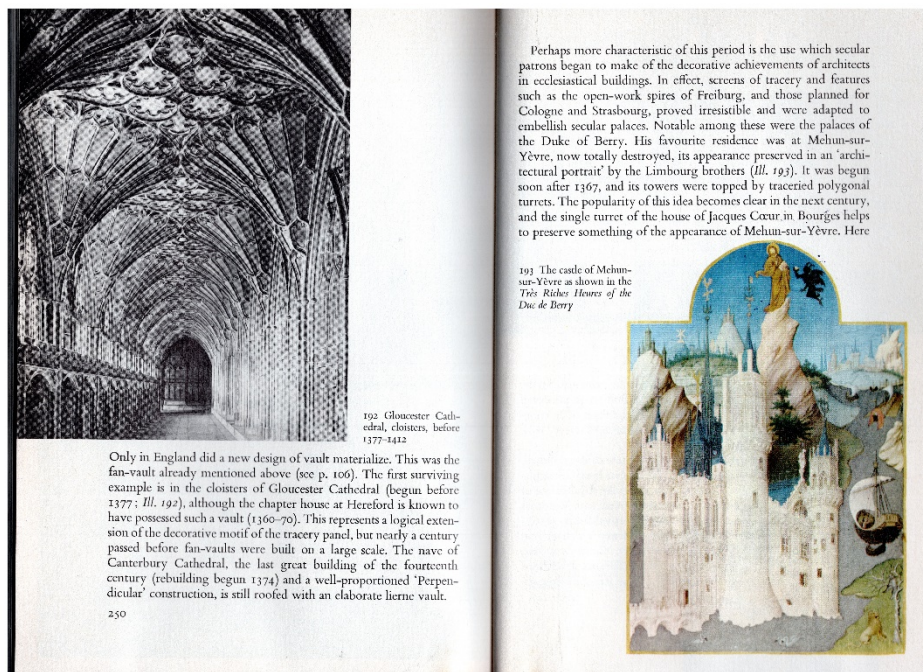 192 Gloucester Cath-
edral, cloisters, before
1377–1412
Only in England did a new design of vault materialize. This was the
fan-vault already mentioned above (see p. 106). The first surviving
example is in the cloisters of Gloucester Cathedral (begun before
1377; Ill. 192), although the chapter house at Hereford is known to
have possessed such a vault (1360–70). This represents a logical exten-
sion of the decorative motif of the tracery panel, but nearly a century
passed before fan-vaults were built on a large scale. The nave of
Canterbury Cathedral, the last great building of the fourteenth
century (rebuilding begun 1374) and a well-proportioned ‘Perpen-
dicular’ construction, is still roofed with an elaborate lierne vault.
250
Perhaps more characteristic of this period is the use which secular
patrons began to make of the decorative achievements of architects
in ecclesiastical buildings. In effect, screens of tracery and features
such as the open-work spires of Freiburg, and those planned for
Cologne and Strasbourg, proved irresistible and were adapted to
embellish secular palaces. Notable among these were the palaces of
the Duke of Berry. His favourite residence was at Mehun-sur-
Yèvre, now totally destroyed, its appearance preserved in an ‘archi-
tectural portrait’ by the Limbourg brothers (Ill. 193). It was begun
soon after 1367, and its towers were topped by traceried polygonal
turrets. The popularity of this idea becomes clear in the next century,
and the single turret of the house of Jacques Cœur in Bourges helps
to preserve something of the appearance of Mehun-sur-Yèvre. Here
193 The castle of Mehun-
sur-Yèvre as shown in the
Très Riches Heures of the
Duc de Berry